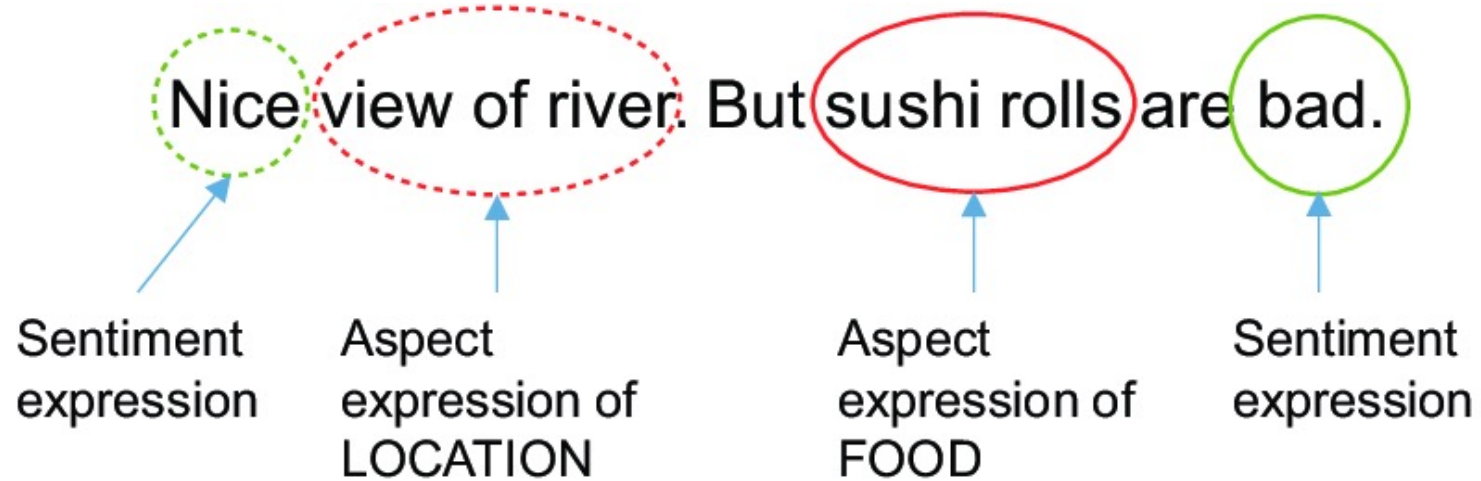 Nice view of river. But sushi rolls are bad.
Sentiment
expression
Aspect
expression of
LOCATION
Aspect
expression of
FOOD
Sentiment
expression